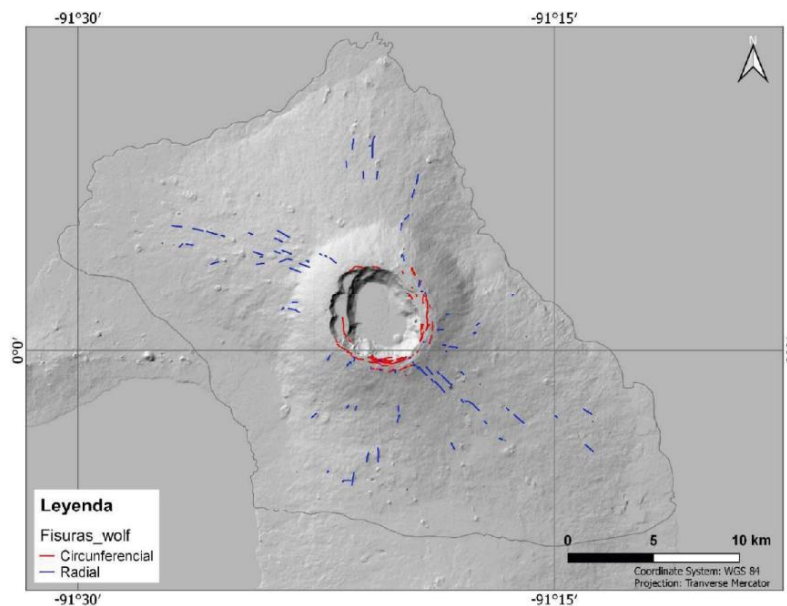 -91°30′ -91°15′
N
0°0′
Leyenda
Fisuras_wolf
Circunferencial
Radial
0 5 10 km
Coordinate System: WGS 84
Projection: Tranverse Mercator
-91°30′ -91°15′